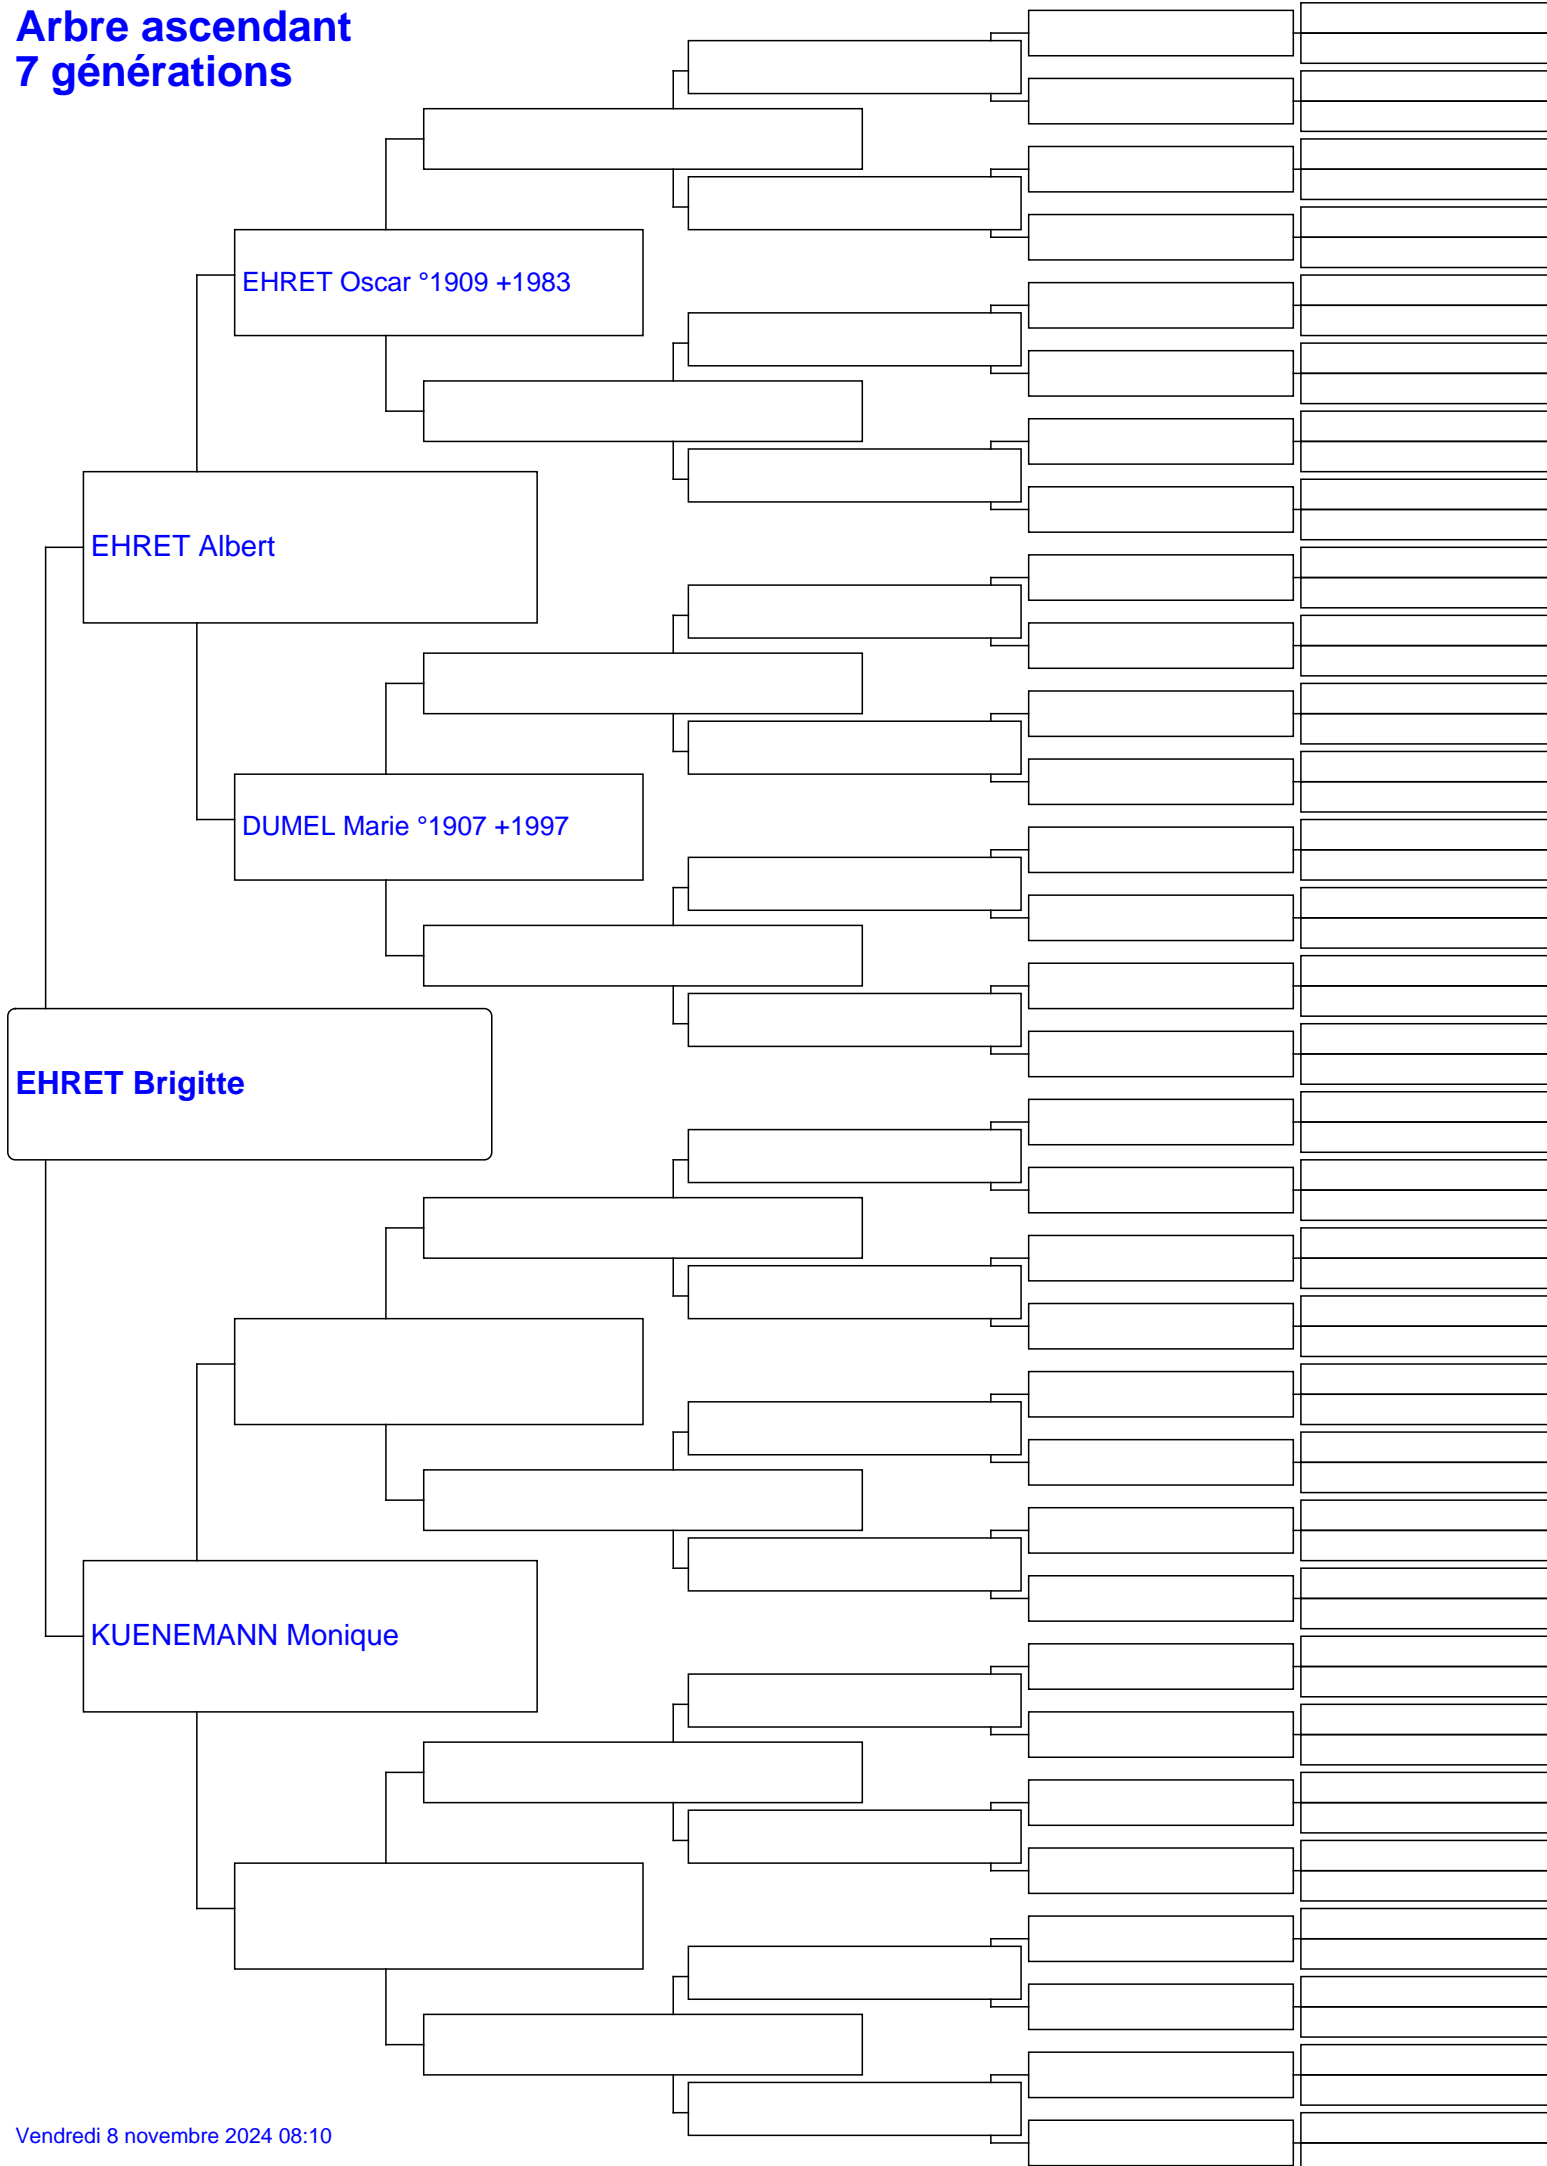 Arbre ascendant
7 générations
EHRET Oscar °1909 +1983
EHRET Albert
DUMEL Marie °1907 +1997
EHRET Brigitte
KUENEMANN Monique
Vendredi 8 novembre 2024 08:10